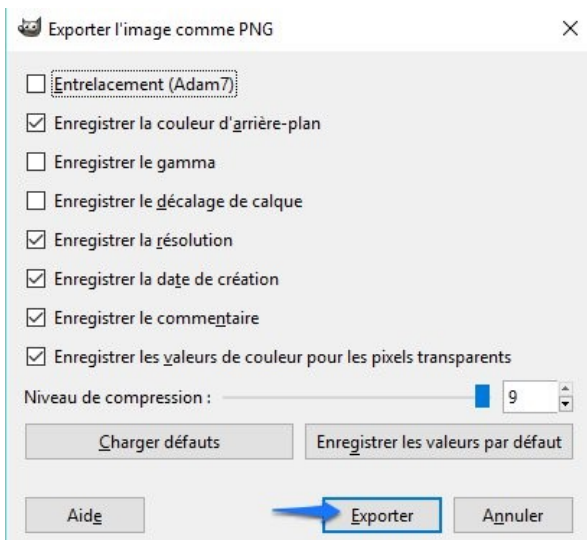 Exporter l'image comme PNG
Entrelacement (Adam7)
Enregistrer la couleur d'arrière-plan
Enregistrer le gamma
Enregistrer le décalage de calque
Enregistrer la résolution
Enregistrer la date de création
Enregistrer le commentaire
Enregistrer les valeurs de couleur pour les pixels transparents
Niveau de compression : 9
Charger défauts Enregistrer les valeurs par défaut
Aide Exporter Annuler